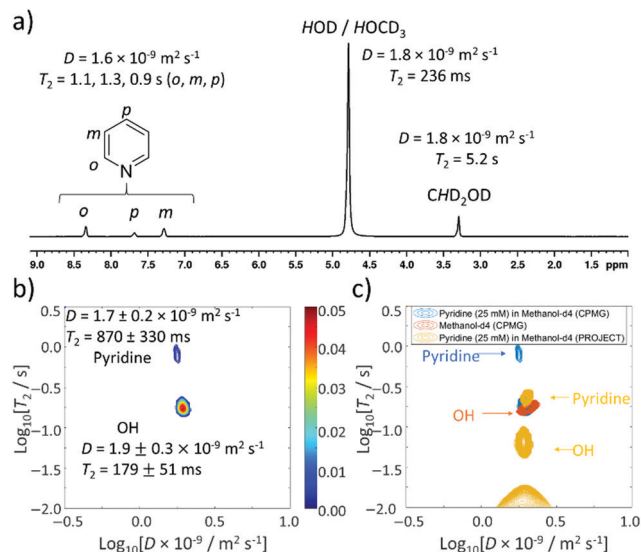 a)
D = 1.6 × 10⁻⁹ m² s⁻¹
T₂ = 1.1, 1.3, 0.9 s (o, m, p)
HOD / HOCD₃
D = 1.8 × 10⁻⁹ m² s⁻¹
T₂ = 236 ms
D = 1.8 × 10⁻⁹ m² s⁻¹
T₂ = 5.2 s
CHD₂OD
p
m
o
N
o p m
9.0 8.5 8.0 7.5 7.0 6.5 6.0 5.5 5.0 4.5 4.0 3.5 3.0 2.5 2.0 1.5 ppm
b)
D = 1.7 ± 0.2 × 10⁻⁹ m² s⁻¹
T₂ = 870 ± 330 ms
Pyridine
OH
D = 1.9 ± 0.3 × 10⁻⁹ m² s⁻¹
T₂ = 179 ± 51 ms
Log₁₀[T₂ / s]
0.5
0.0
-0.5
-1.0
-1.5
-2.0
-0.5 0.0 0.5 1.0
Log₁₀[D × 10⁻⁹ / m² s⁻¹]
0.05
0.04
0.03
0.02
0.01
0.00
c)
Pyridine (25 mM) in Methanol-d4 (CPMG)
Methanol-d4 (CPMG)
Pyridine (25 mM) in Methanol-d4 (PROJECT)
Pyridine
Pyridine
OH
OH
Log₁₀[T₂ / s]
0.5
0.0
-0.5
-1.0
-1.5
-2.0
-0.5 0.0 0.5 1.0
Log₁₀[D × 10⁻⁹ / m² s⁻¹]